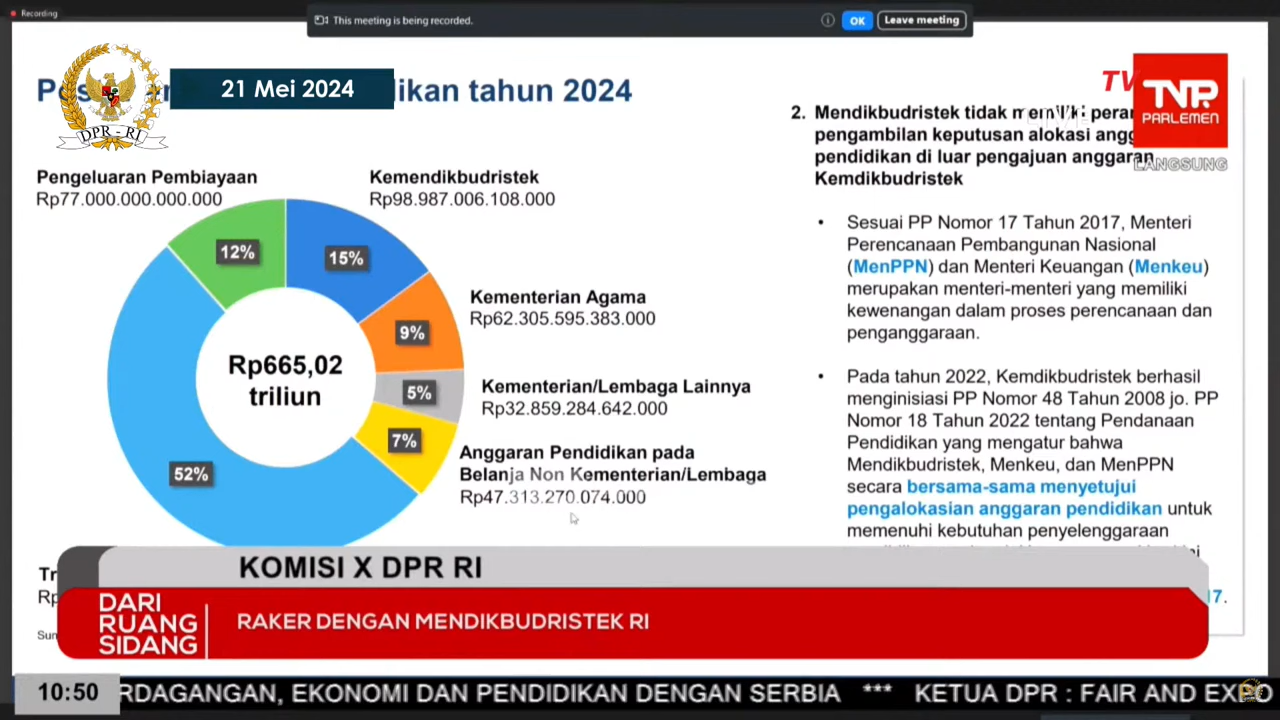 Recording
This meeting is being recorded.
OK
Leave meeting
21 Mei 2024
tahun 2024
DPR - RI
TV
TVP
PARLEMEN
LIVE
LANGSUNG
2. Mendikbudristek tidak memiliki
pengambilan keputusan alokasi
pendidikan di luar pengajuan anggaran
Kemdikbudristek
Pengeluaran Pembiayaan
Rp77.000.000.000.000
Kemendikbudristek
Rp98.987.006.108.000
12%
15%
Kementerian Agama
Rp62.305.595.383.000
9%
Rp665,02
triliun
5%
Kementerian/Lembaga Lainnya
Rp32.859.284.642.000
7%
52%
Anggaran Pendidikan pada
Belanja Non Kementerian/Lembaga
Rp47.313.270.074.000
• Sesuai PP Nomor 17 Tahun 2017, Menteri
Perencanaan Pembangunan Nasional
(MenPPN) dan Menteri Keuangan (Menkeu)
merupakan menteri-menteri yang memiliki
kewenangan dalam proses perencanaan dan
penganggaraan.
• Pada tahun 2022, Kemdikbudristek berhasil
menginisiasi PP Nomor 48 Tahun 2008 jo. PP
Nomor 18 Tahun 2022 tentang Pendanaan
Pendidikan yang mengatur bahwa
Mendikbudristek, Menkeu, dan MenPPN
secara bersama-sama menyetujui
pengalokasian anggaran pendidikan untuk
memenuhi kebutuhan penyelenggaraan
KOMISI X DPR RI
DARI
RUANG
SIDANG
RAKER DENGAN MENDIKBUDRISTEK RI
10:50
RDAGANGAN, EKONOMI DAN PENDIDIKAN DENGAN SERBIA *** KETUA DPR : FAIR AND EXPO